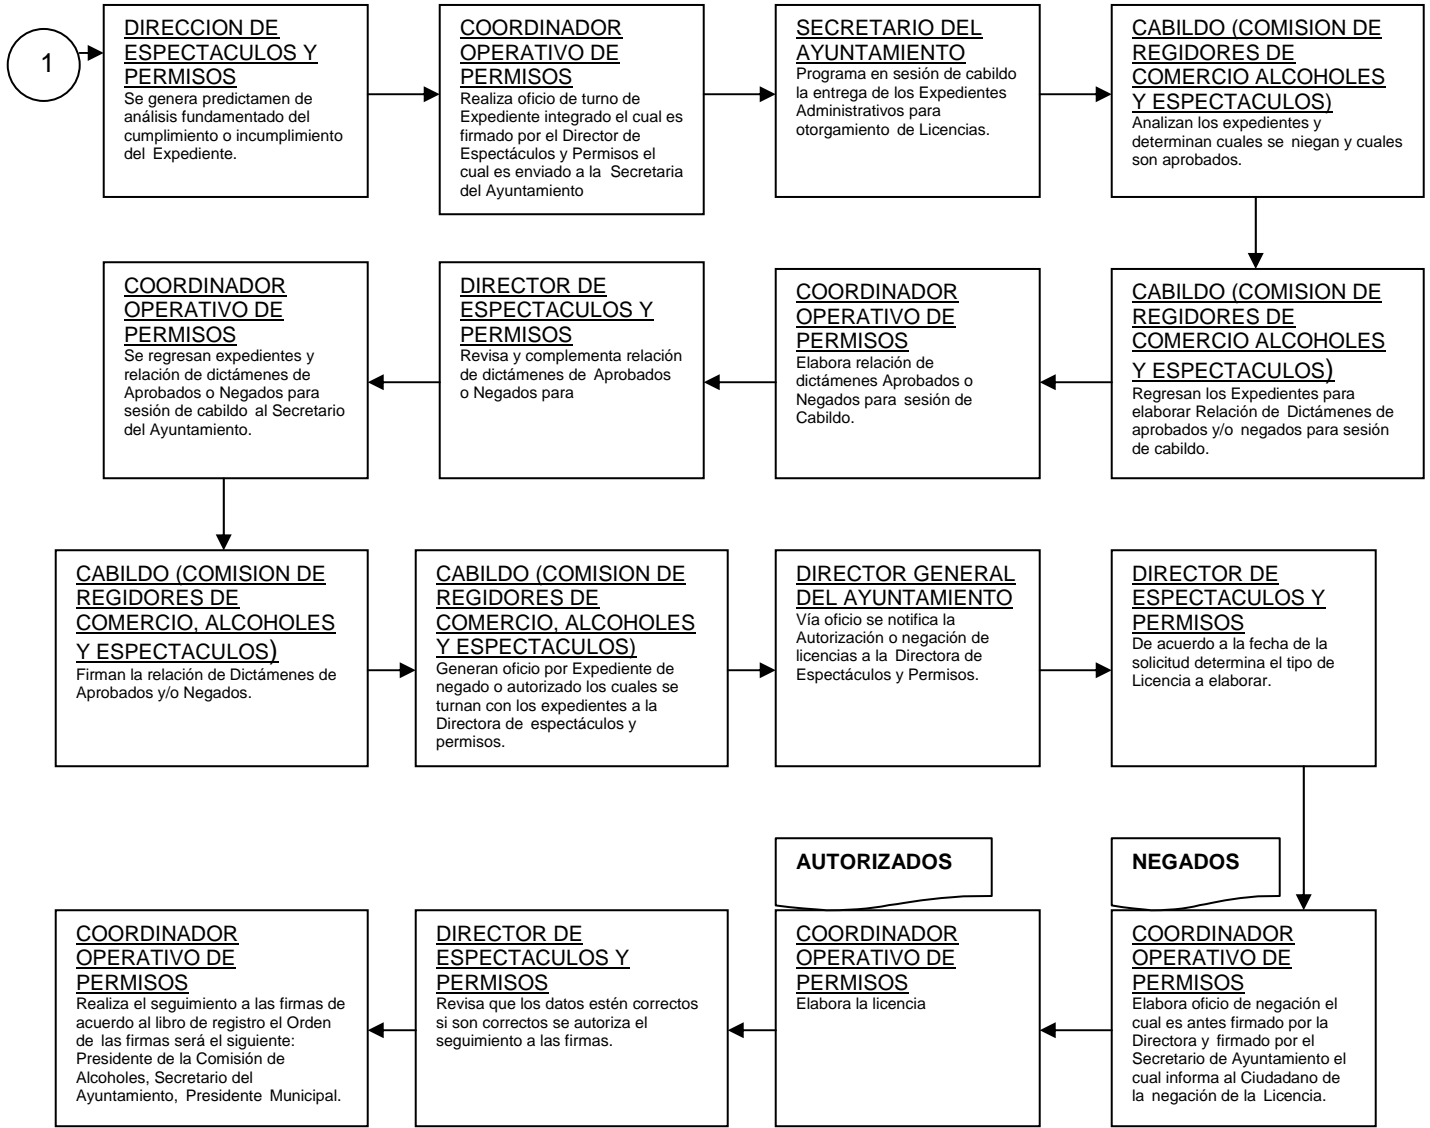 1
DIRECCION DE
ESPECTACULOS Y
PERMISOS
Se genera predictamen de
análisis fundamentado del
cumplimiento o incumplimiento
del Expediente.
COORDINADOR
OPERATIVO DE
PERMISOS
Realiza oficio de turno de
Expediente integrado el cual es
firmado por el Director de
Espectáculos y Permisos el
cual es enviado a la Secretaria
del Ayuntamiento
SECRETARIO DEL
AYUNTAMIENTO
Programa en sesión de cabildo
la entrega de los Expedientes
Administrativos para
otorgamiento de Licencias.
CABILDO (COMISION DE
REGIDORES DE
COMERCIO ALCOHOLES
Y ESPECTACULOS)
Analizan los expedientes y
determinan cuales se niegan y cuales
son aprobados.
CABILDO (COMISION DE
REGIDORES DE
COMERCIO ALCOHOLES
Y ESPECTACULOS)
Regresan los Expedientes para
elaborar Relación de Dictámenes de
aprobados y/o negados para sesión
de cabildo.
COORDINADOR
OPERATIVO DE
PERMISOS
Elabora relación de
dictámenes Aprobados o
Negados para sesión de
Cabildo.
DIRECTOR DE
ESPECTACULOS Y
PERMISOS
Revisa y complementa relación
de dictámenes de Aprobados
o Negados para
COORDINADOR
OPERATIVO DE
PERMISOS
Se regresan expedientes y
relación de dictámenes de
Aprobados o Negados para
sesión de cabildo al Secretario
del Ayuntamiento.
CABILDO (COMISION DE
REGIDORES DE
COMERCIO, ALCOHOLES
Y ESPECTACULOS)
Firman la relación de Dictámenes de
Aprobados y/o Negados.
CABILDO (COMISION DE
REGIDORES DE
COMERCIO, ALCOHOLES
Y ESPECTACULOS)
Generan oficio por Expediente de
negado o autorizado los cuales se
turnan con los expedientes a la
Directora de espectáculos y
permisos.
DIRECTOR GENERAL
DEL AYUNTAMIENTO
Vía oficio se notifica la
Autorización o negación de
licencias a la Directora de
Espectáculos y Permisos.
DIRECTOR DE
ESPECTACULOS Y
PERMISOS
De acuerdo a la fecha de la
solicitud determina el tipo de
Licencia a elaborar.
NEGADOS
COORDINADOR
OPERATIVO DE
PERMISOS
Elabora oficio de negación el
cual es antes firmado por la
Directora y firmado por el
Secretario de Ayuntamiento el
cual informa al Ciudadano de
la negación de la Licencia.
AUTORIZADOS
COORDINADOR
OPERATIVO DE
PERMISOS
Elabora la licencia
DIRECTOR DE
ESPECTACULOS Y
PERMISOS
Revisa que los datos estén correctos
si son correctos se autoriza el
seguimiento a las firmas.
COORDINADOR
OPERATIVO DE
PERMISOS
Realiza el seguimiento a las firmas de
acuerdo al libro de registro el Orden
de las firmas será el siguiente:
Presidente de la Comisión de
Alcoholes, Secretario del
Ayuntamiento, Presidente Municipal.